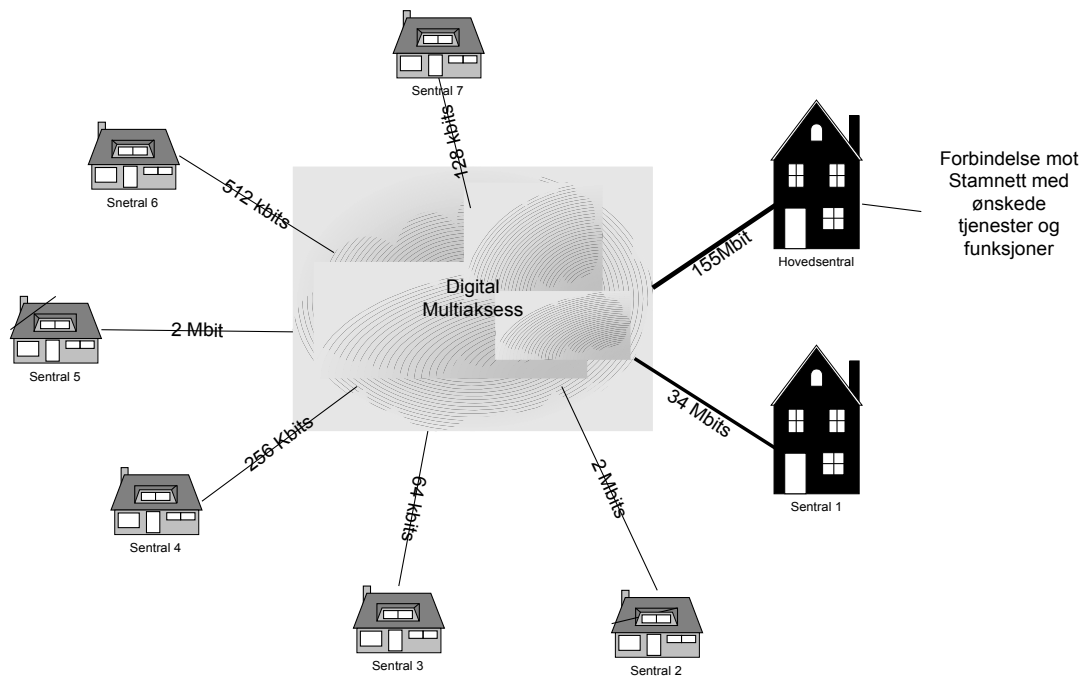 Sentral 7
128 kbits
Snetral 6
512 kbits
Forbindelse mot
Stamnett med
ønskede
tjenester og
funksjoner
155Mbit
Hovedsentral
Digital
Multiaksess
2 Mbit
Sentral 5
34 Mbits
Sentral 1
256 Kbits
Sentral 4
64 kbits
Sentral 3
2 Mbits
Sentral 2